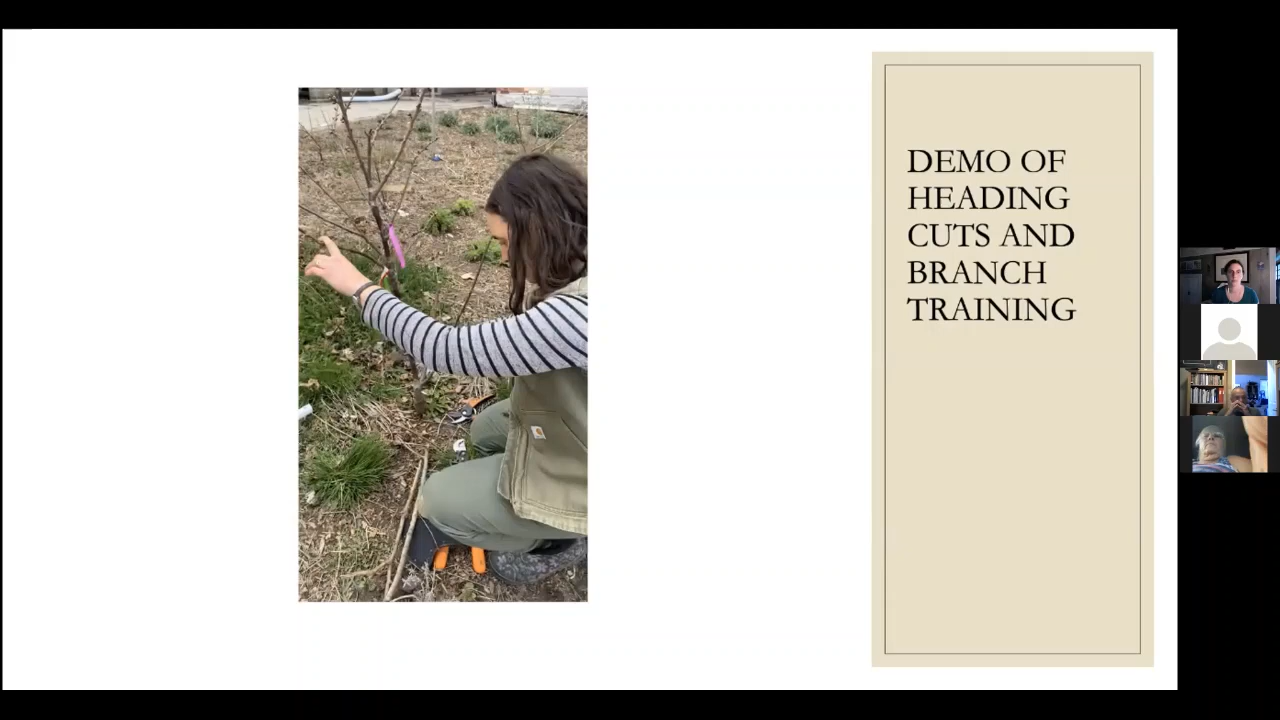 DEMO OF
HEADING
CUTS AND
BRANCH
TRAINING